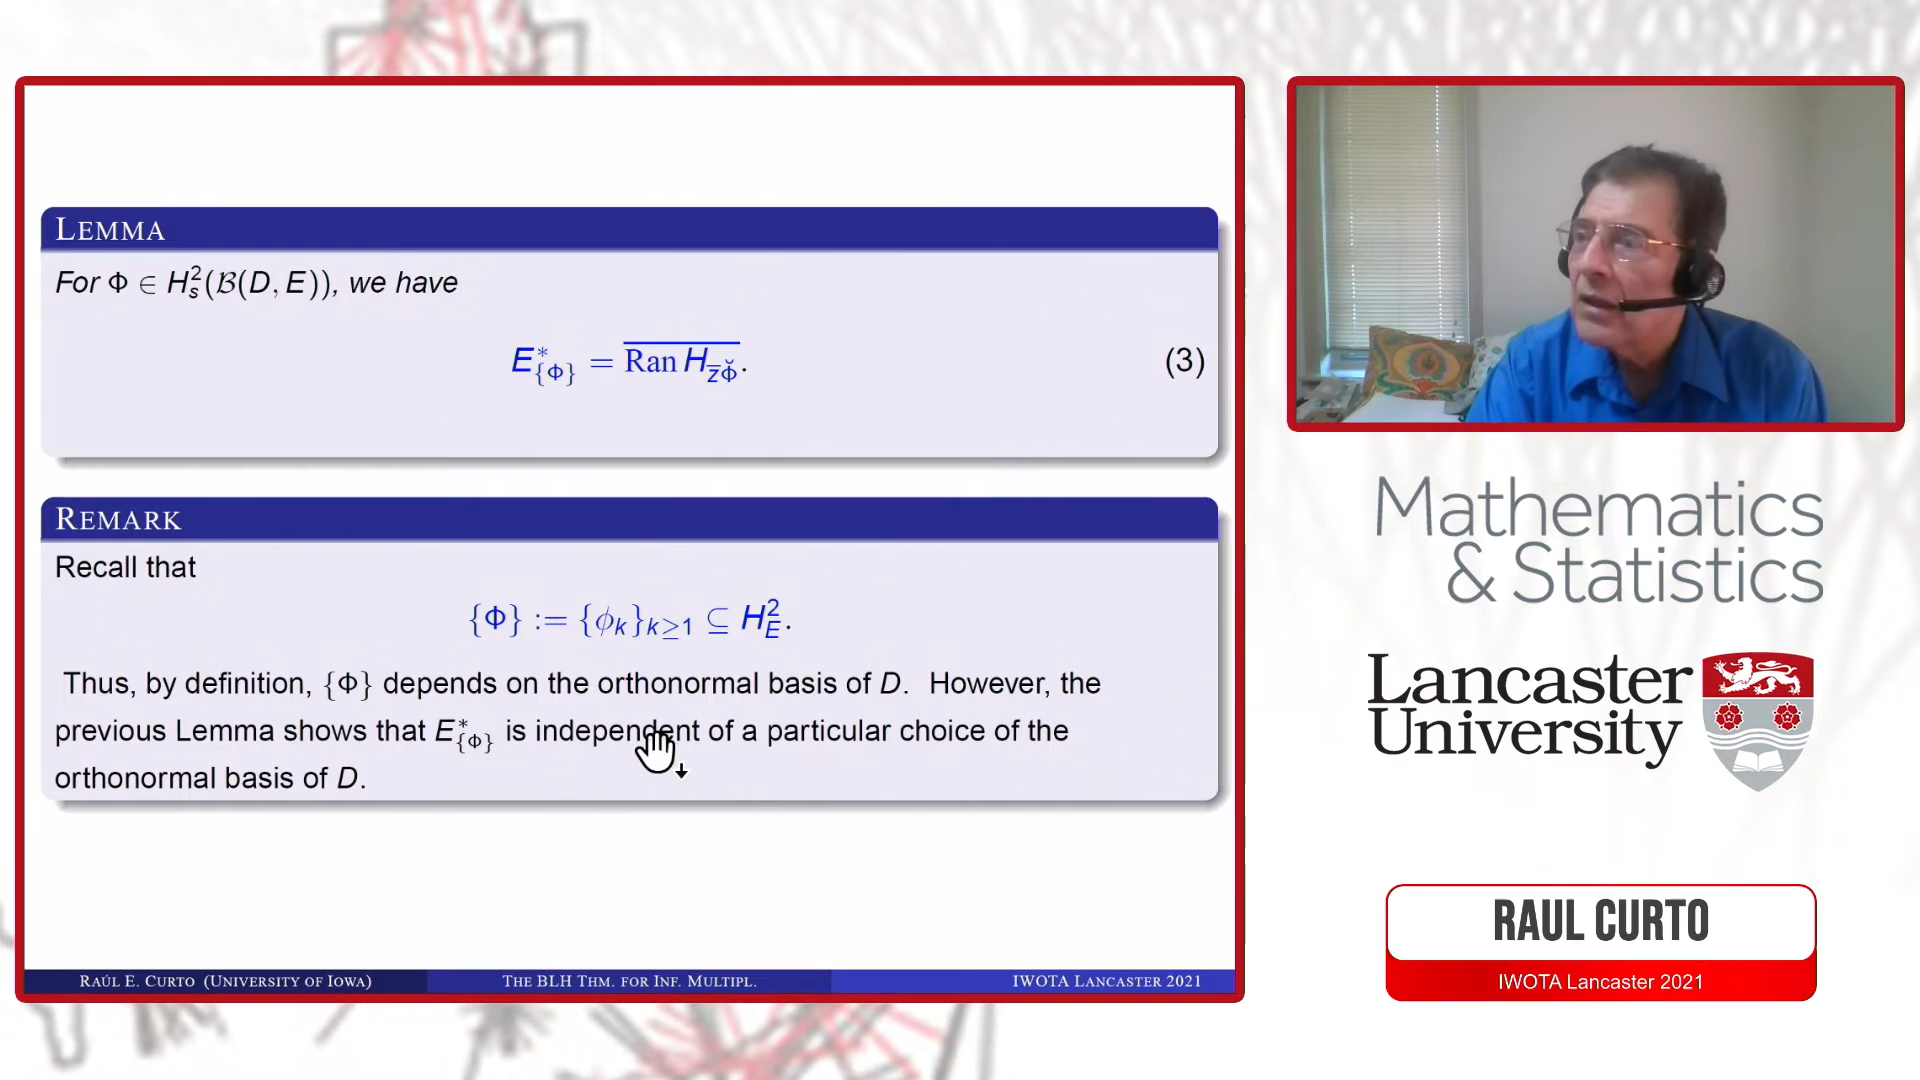 LEMMA
For Φ ∈ H²ₛ(ℬ(D, E)), we have
E*_{Φ} = \overline{Ran H_{\bar{z}\breve{Φ}}}. (3)
REMARK
Recall that
{Φ} := {ϕₖ}ₖ≥₁ ⊆ H²_E.
Thus, by definition, {Φ} depends on the orthonormal basis of D. However, the
previous Lemma shows that E*_{Φ} is independent of a particular choice of the
orthonormal basis of D.
RAÚL E. CURTO (UNIVERSITY OF IOWA) THE BLH THM. FOR INF. MULTIPL. IWOTA LANCASTER 2021
Mathematics
& Statistics
Lancaster
University
RAUL CURTO
IWOTA Lancaster 2021